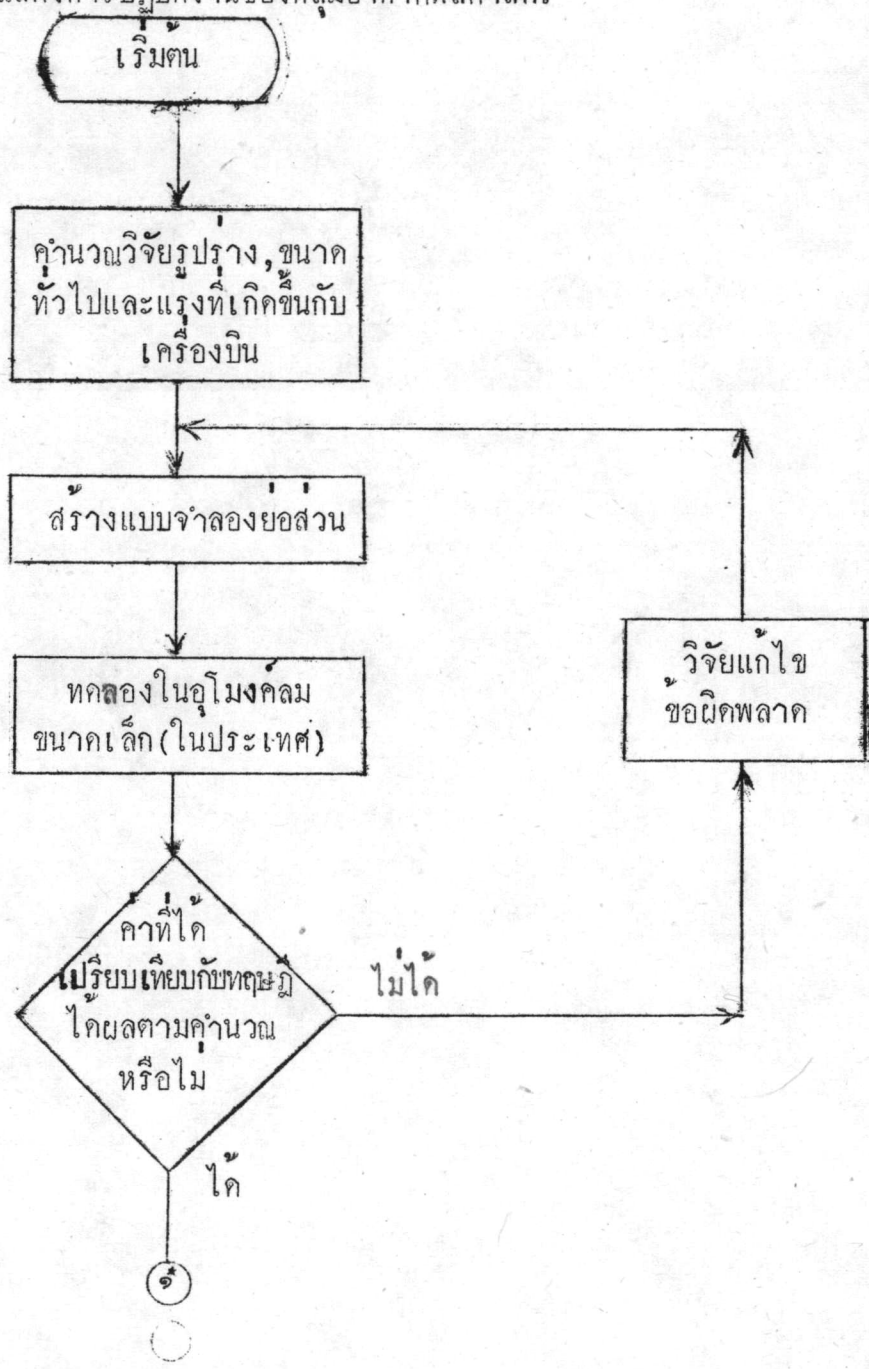 เริ่มต้น
คำนวณวิจัยรูปร่าง,ขนาด
ทั่วไปและแรงที่เกิดขึ้นกับ
เครื่องบิน
สร้างแบบจำลองย่อส่วน
ทดลองในอุโมงค์ลม
ขนาดเล็ก(ในประเทศ)
วิจัยแก้ไข
ข้อผิดพลาด
ค่าที่ได้
เปรียบเทียบกับทฤษฎี
ได้ผลตามคำนวณ
หรือไม่
ไม่ได้
ได้
๑